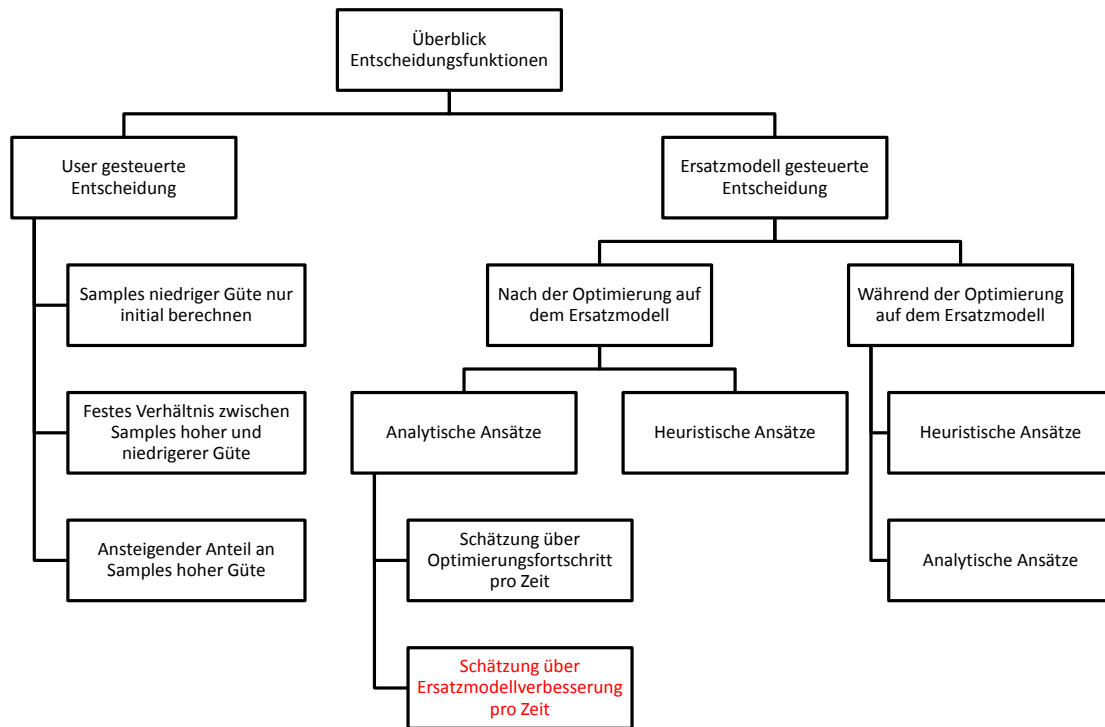 Überblick
Entscheidungsfunktionen
User gesteuerte
Entscheidung
Samples niedriger Güte nur
initial berechnen
Festes Verhältnis zwischen
Samples hoher und
niedrigerer Güte
Ansteigender Anteil an
Samples hoher Güte
Ersatzmodell gesteuerte
Entscheidung
Nach der Optimierung auf
dem Ersatzmodell
Analytische Ansätze
Schätzung über
Optimierungsfortschritt
pro Zeit
Schätzung über
Ersatzmodellverbesserung
pro Zeit
Heuristische Ansätze
Während der Optimierung
auf dem Ersatzmodell
Heuristische Ansätze
Analytische Ansätze